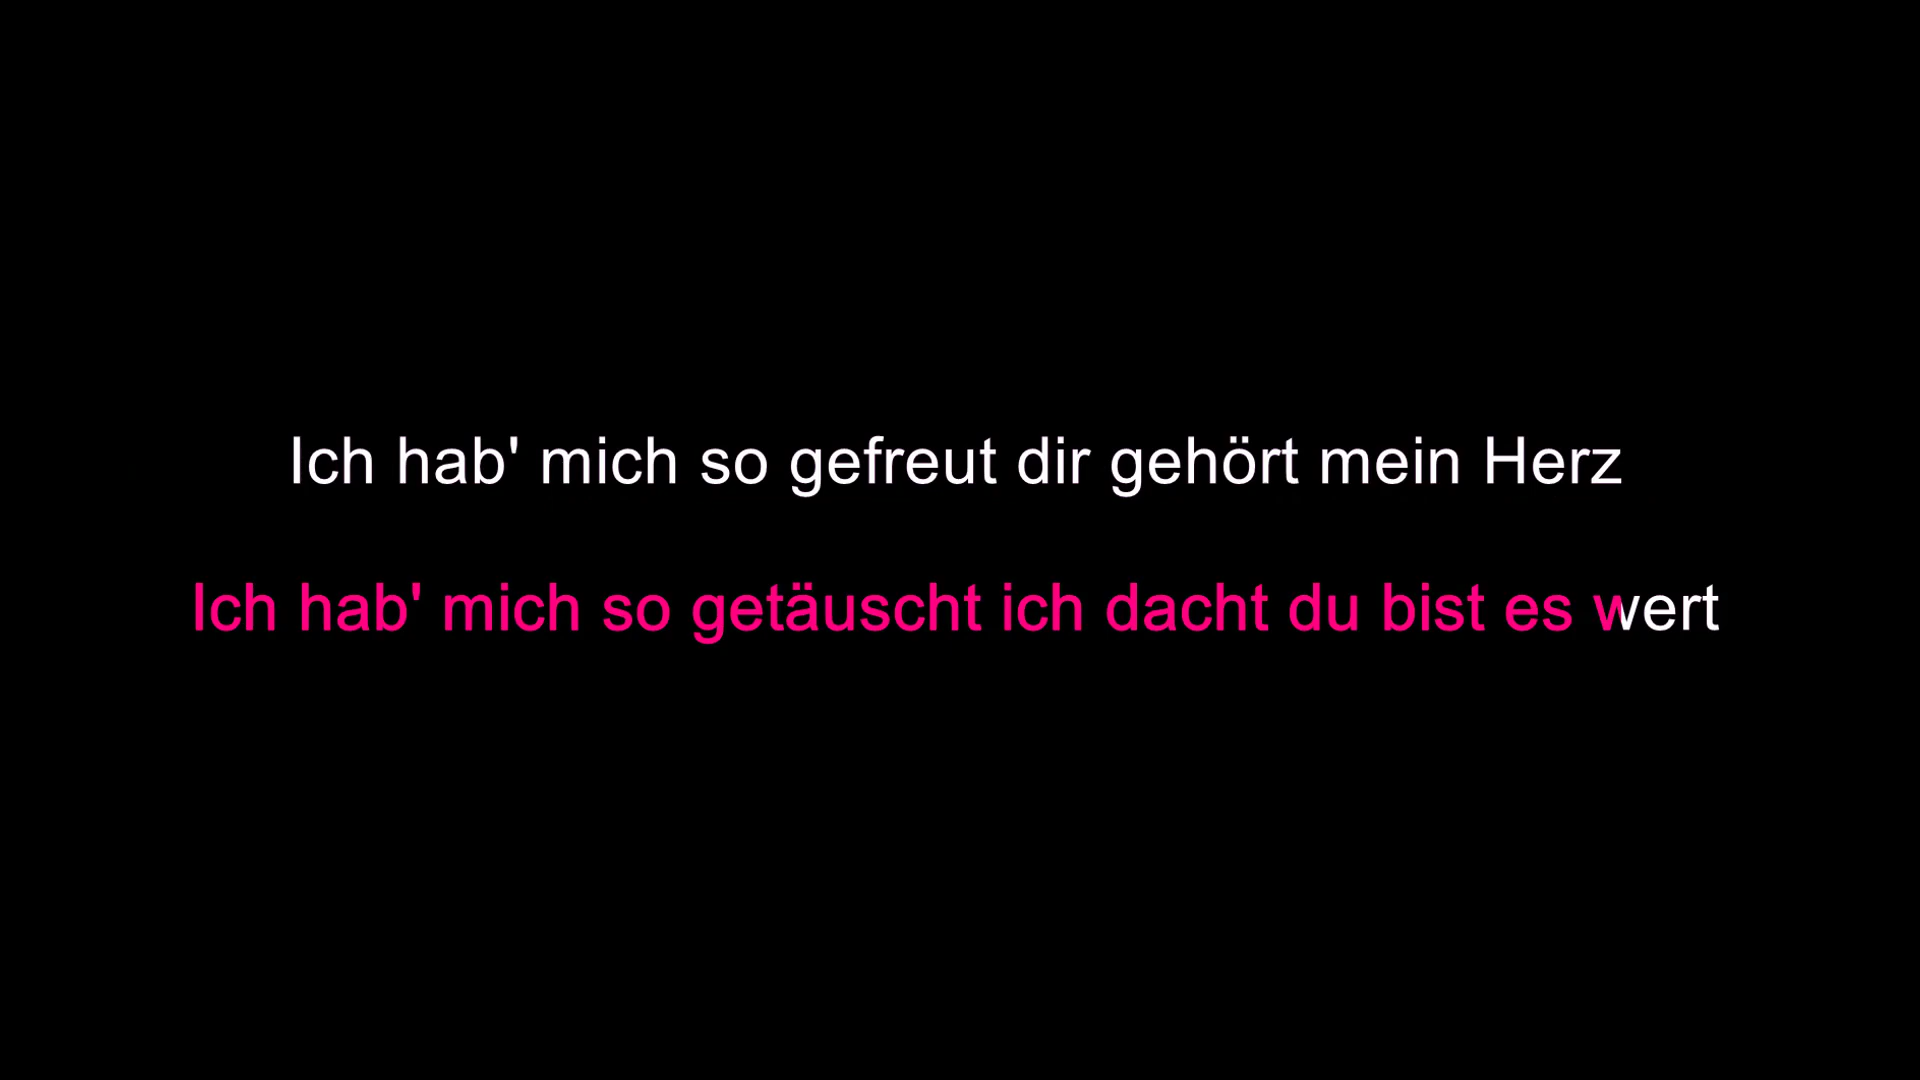 Ich hab' mich so gefreut dir gehört mein Herz
Ich hab' mich so getäuscht ich dacht du bist es wert